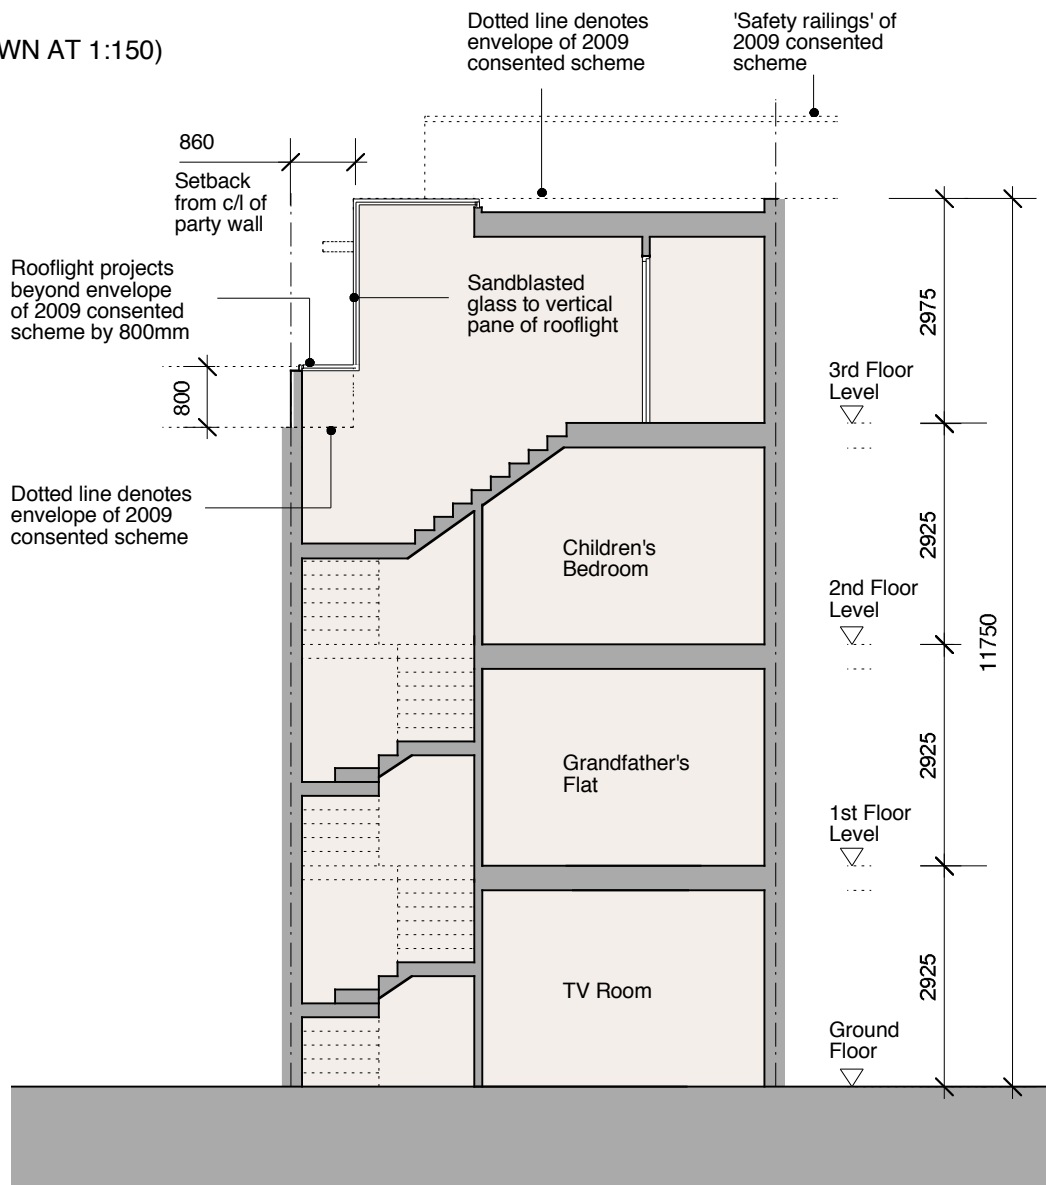 WN AT 1:150)
Dotted line denotes
envelope of 2009
consented scheme
'Safety railings' of
2009 consented
scheme
860
Setback
from c/l of
party wall
Rooflight projects
beyond envelope
of 2009 consented
scheme by 800mm
Sandblasted
glass to vertical
pane of rooflight
800
Dotted line denotes
envelope of 2009
consented scheme
2975
3rd Floor
Level
2925
Children's
Bedroom
2nd Floor
Level
11750
2925
Grandfather's
Flat
1st Floor
Level
2925
TV Room
Ground
Floor